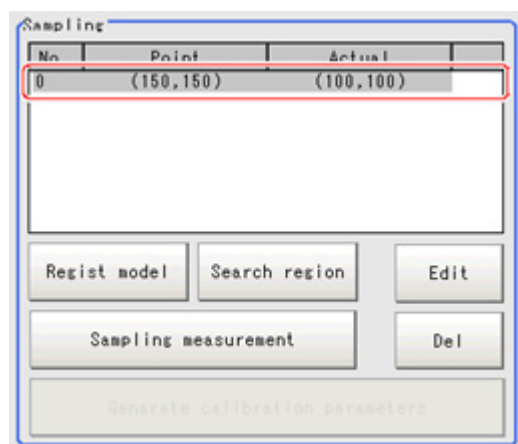 Sampling
No. Point Actual
0 (150,150) (100,100)
Regist model Search region Edit
Sampling measurement Del
Generate calibration parameters